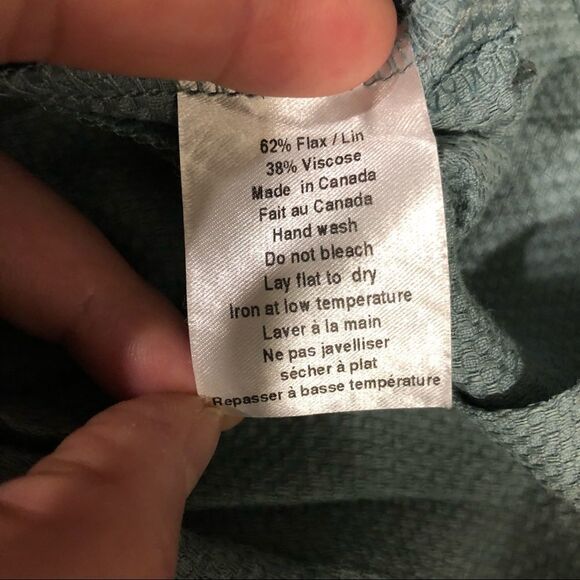 62% Flax / Lin
38% Viscose
Made in Canada
Fait au Canada
Hand wash
Do not bleach
Lay flat to dry
Iron at low temperature
Laver à la main
Ne pas javelliser
sécher à plat
Repasser à basse température